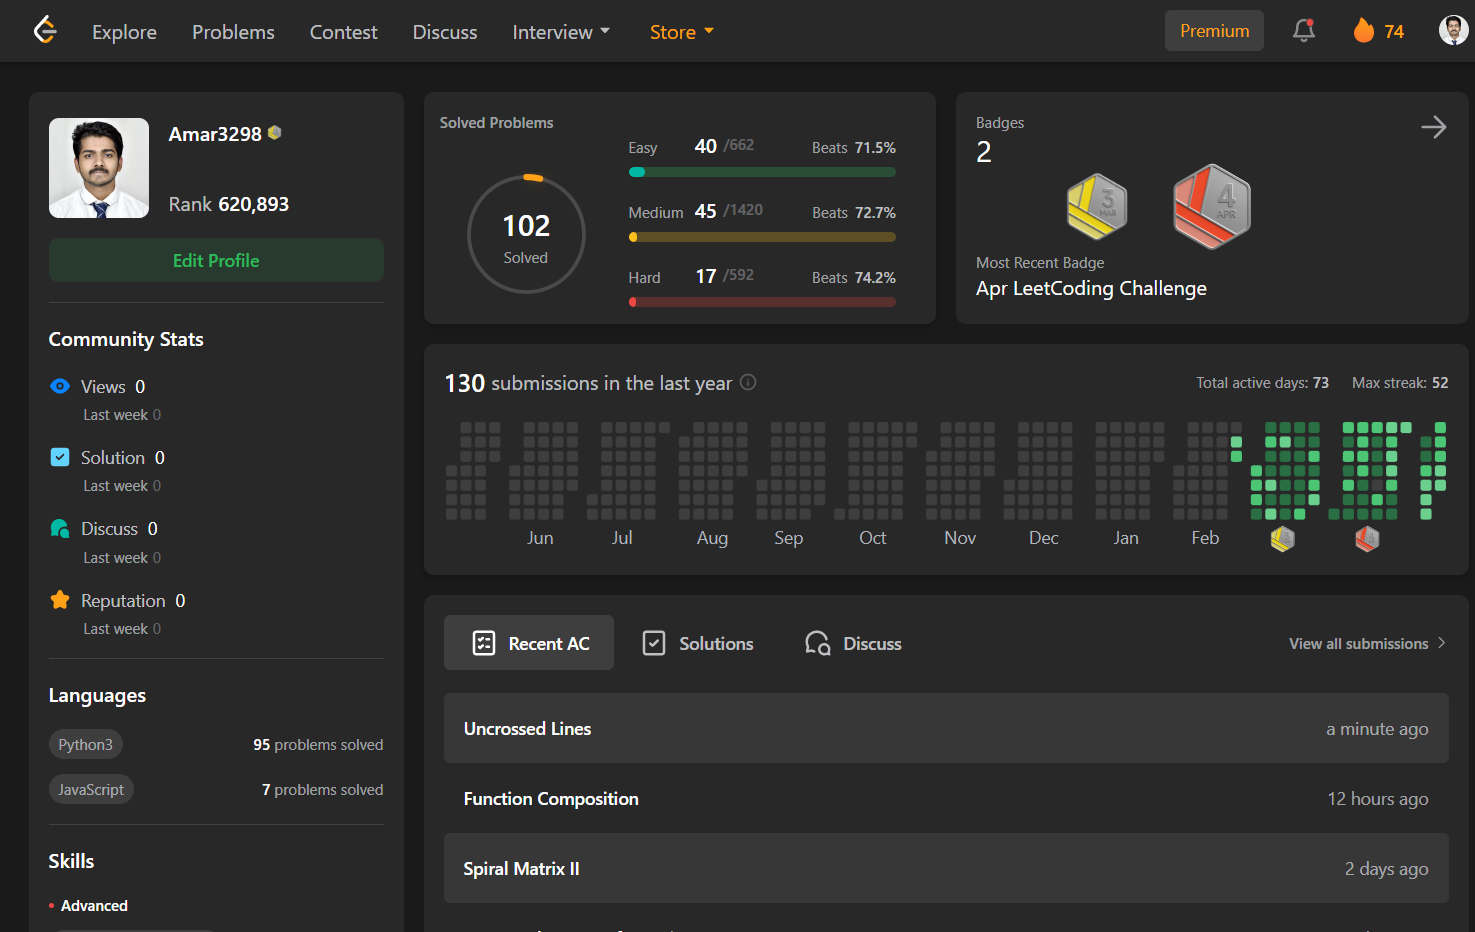 Explore Problems Contest Discuss Interview Store Premium 74
Amar3298
Rank 620,893
Edit Profile
Community Stats
Views 0
Last week 0
Solution 0
Last week 0
Discuss 0
Last week 0
Reputation 0
Last week 0
Languages
Python3 95 problems solved
JavaScript 7 problems solved
Skills
Advanced
Solved Problems
102
Solved
Easy 40 /662 Beats 71.5%
Medium 45 /1420 Beats 72.7%
Hard 17 /592 Beats 74.2%
Badges
2
3
MAR
4
APR
Most Recent Badge
Apr LeetCoding Challenge
130 submissions in the last year Total active days: 73 Max streak: 52
Jun Jul Aug Sep Oct Nov Dec Jan Feb
Recent AC Solutions Discuss View all submissions
Uncrossed Lines a minute ago
Function Composition 12 hours ago
Spiral Matrix II 2 days ago